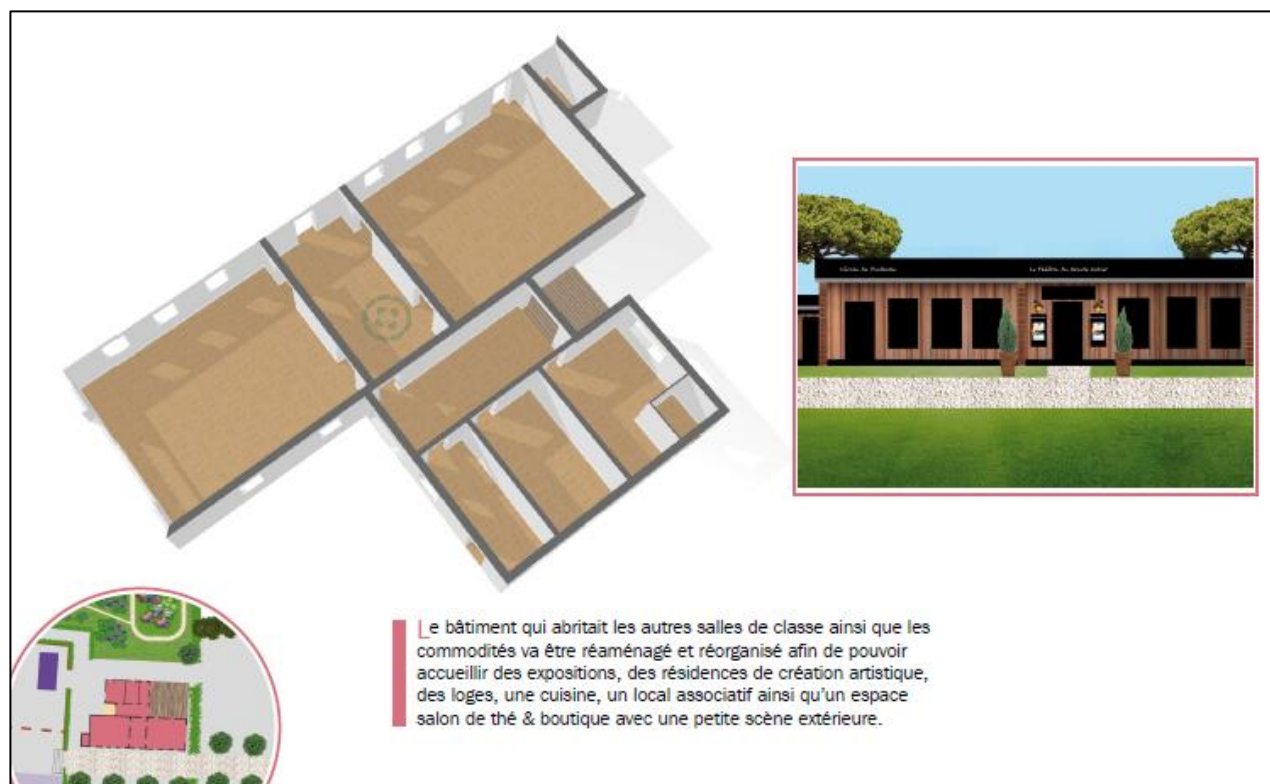 Le bâtiment qui abritait les autres salles de classe ainsi que les
commodités va être réaménagé et réorganisé afin de pouvoir
accueillir des expositions, des résidences de création artistique,
des loges, une cuisine, un local associatif ainsi qu'un espace
salon de thé & boutique avec une petite scène extérieure.